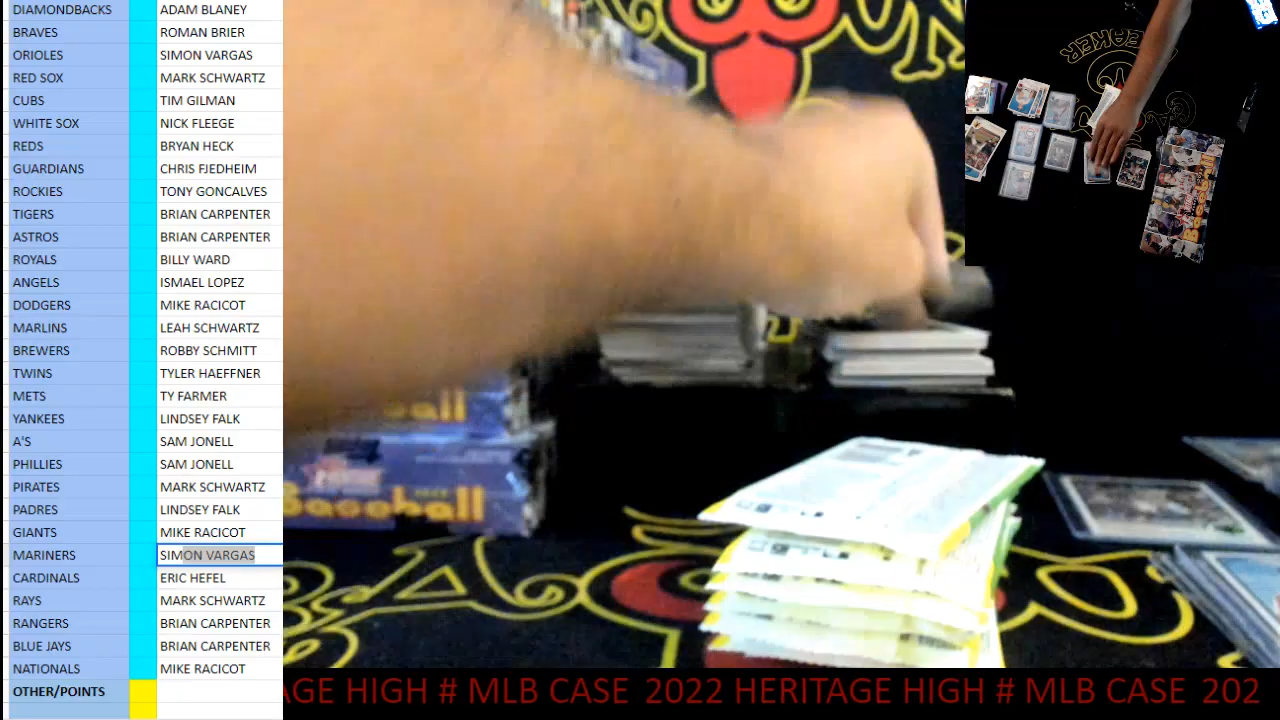 DIAMONDBACKS ADAM BLANEY
BRAVES ROMAN BRIER
ORIOLES SIMON VARGAS
RED SOX MARK SCHWARTZ
CUBS TIM GILMAN
WHITE SOX NICK FLEEGE
REDS BRYAN HECK
GUARDIANS CHRIS FJEDHEIM
ROCKIES TONY GONCALVES
TIGERS BRIAN CARPENTER
ASTROS BRIAN CARPENTER
ROYALS BILLY WARD
ANGELS ISMAEL LOPEZ
DODGERS MIKE RACICOT
MARLINS LEAH SCHWARTZ
BREWERS ROBBY SCHMITT
TWINS TYLER HAEFFNER
METS TY FARMER
YANKEES LINDSEY FALK
A'S SAM JONELL
PHILLIES SAM JONELL
PIRATES MARK SCHWARTZ
PADRES LINDSEY FALK
GIANTS MIKE RACICOT
MARINERS SIMON VARGAS
CARDINALS ERIC HEFEL
RAYS MARK SCHWARTZ
RANGERS BRIAN CARPENTER
BLUE JAYS BRIAN CARPENTER
NATIONALS MIKE RACICOT
OTHER/POINTS
BREAKER
Baseball
ball
Baseball
AGE HIGH # MLB CASE 2022 HERITAGE HIGH # MLB CASE 202